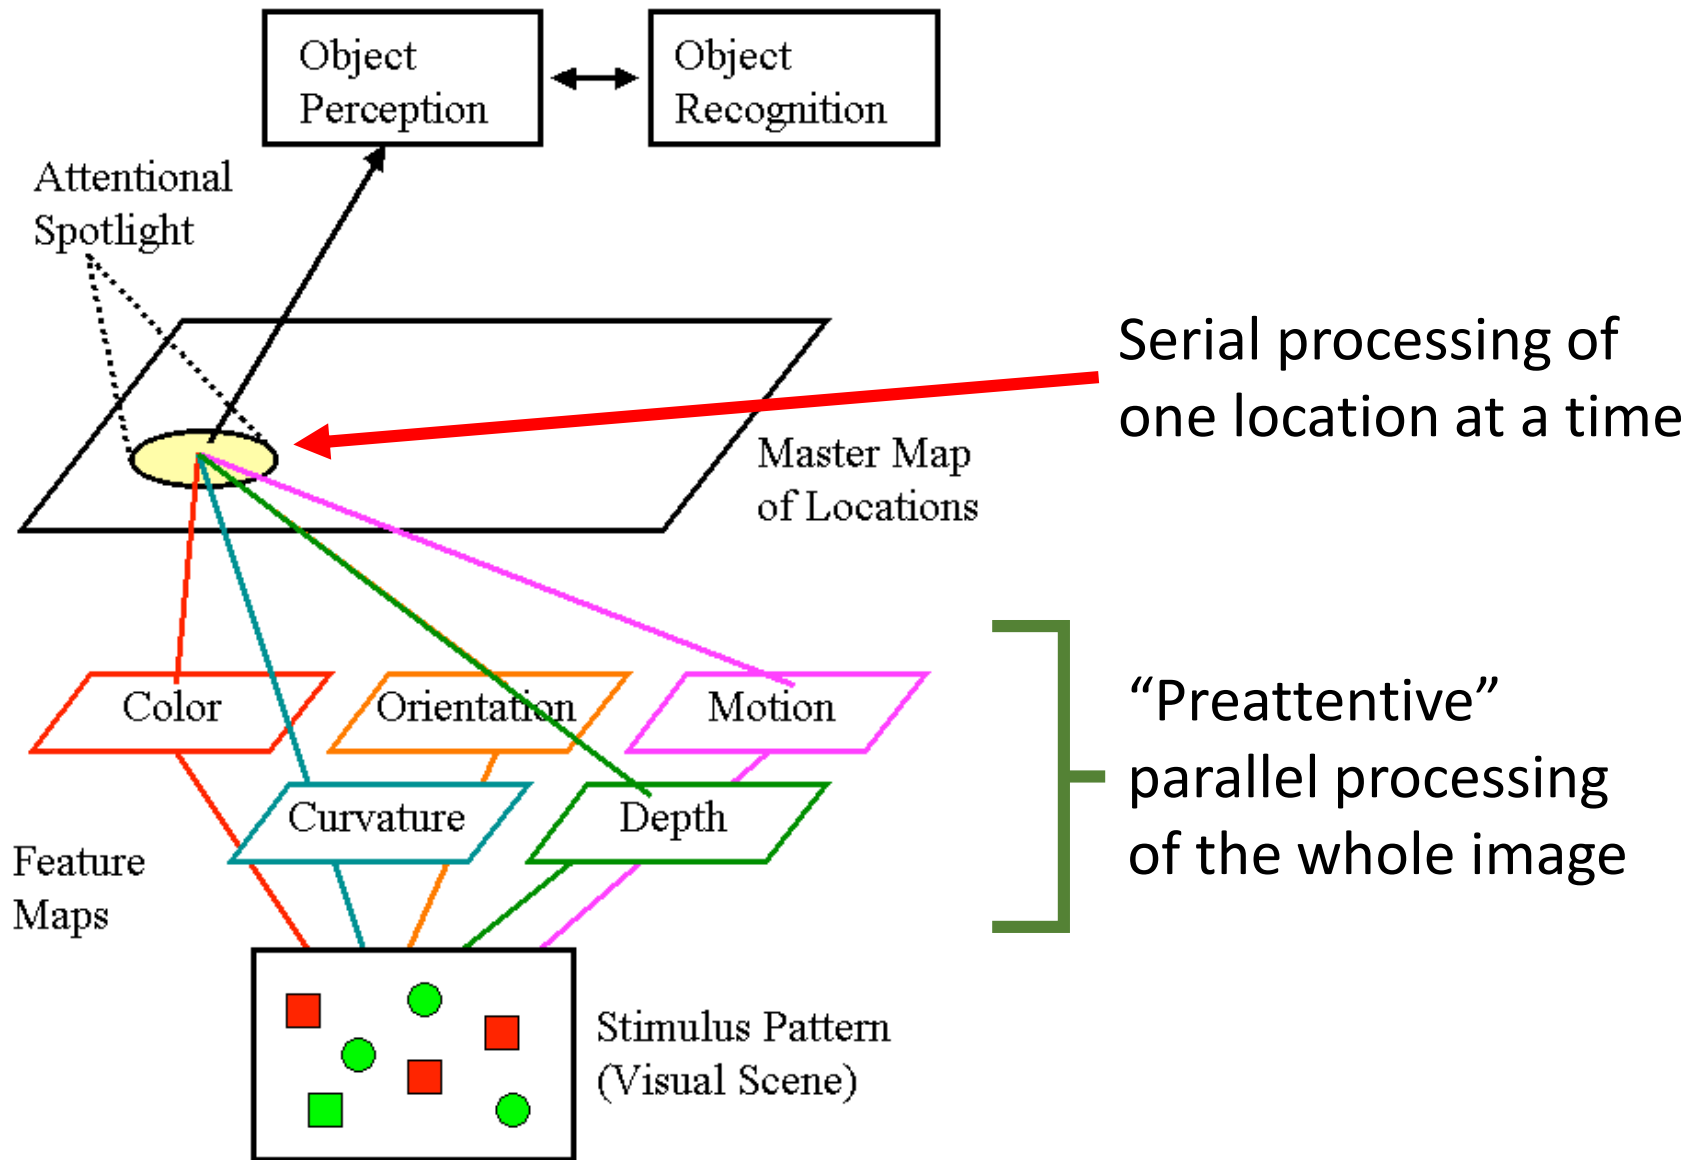 Object
Perception
Object
Recognition
Attentional
Spotlight
Serial processing of
one location at a time
Master Map
of Locations
Color
Orientation
Motion
Curvature
Depth
“Preattentive”
parallel processing
of the whole image
Feature
Maps
Stimulus Pattern
(Visual Scene)